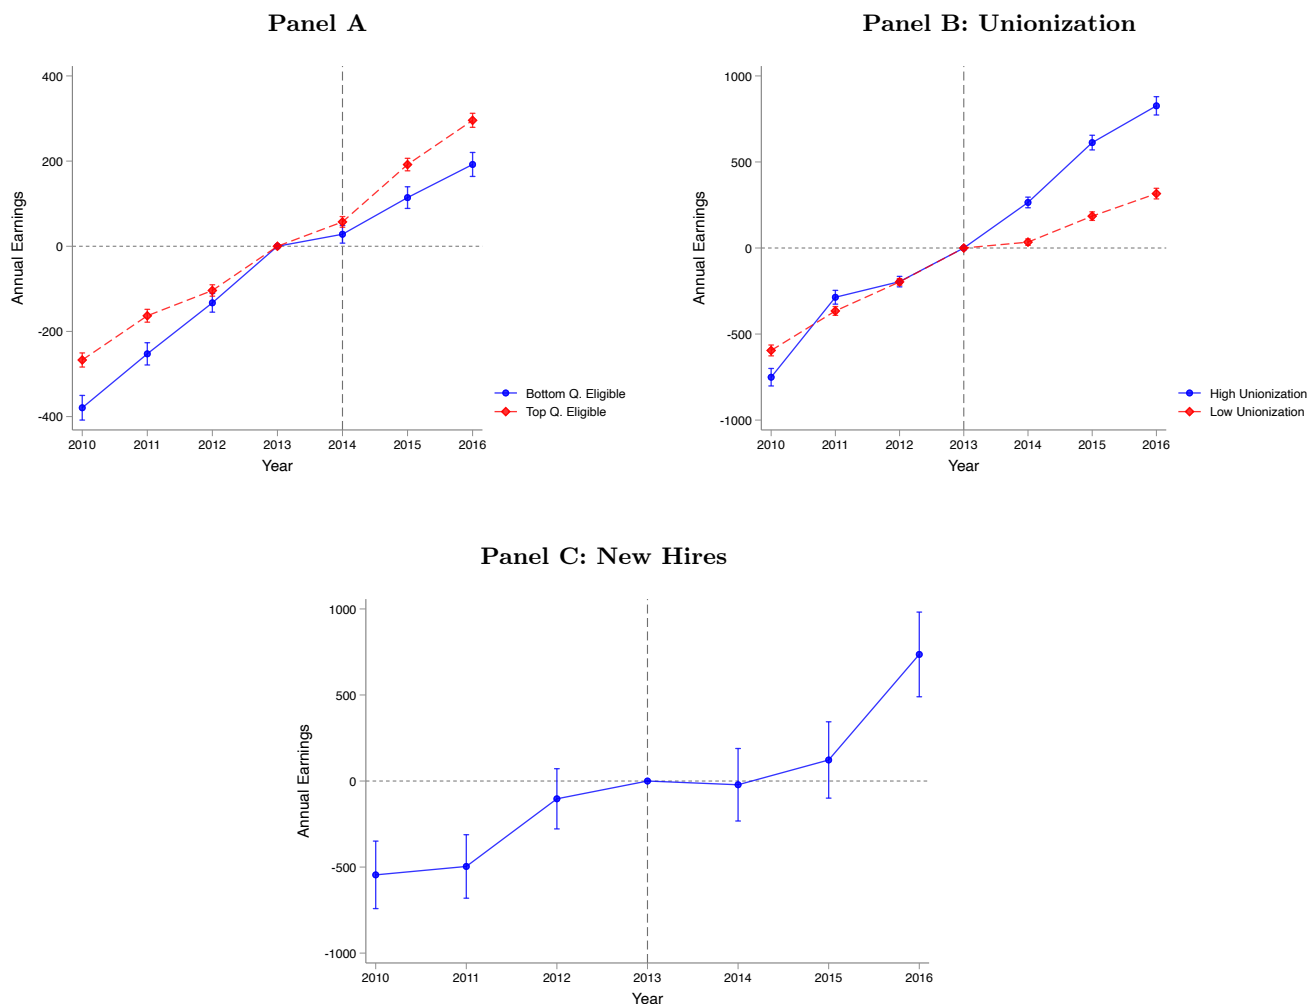 Panel A
400
200
0
-200
-400
Annual Earnings
2010 2011 2012 2013 2014 2015 2016
Year
Bottom Q. Eligible
Top Q. Eligible
Panel B: Unionization
1000
500
0
-500
-1000
Annual Earnings
2010 2011 2012 2013 2014 2015 2016
Year
High Unionization
Low Unionization
Panel C: New Hires
1000
500
0
-500
-1000
Annual Earnings
2010 2011 2012 2013 2014 2015 2016
Year